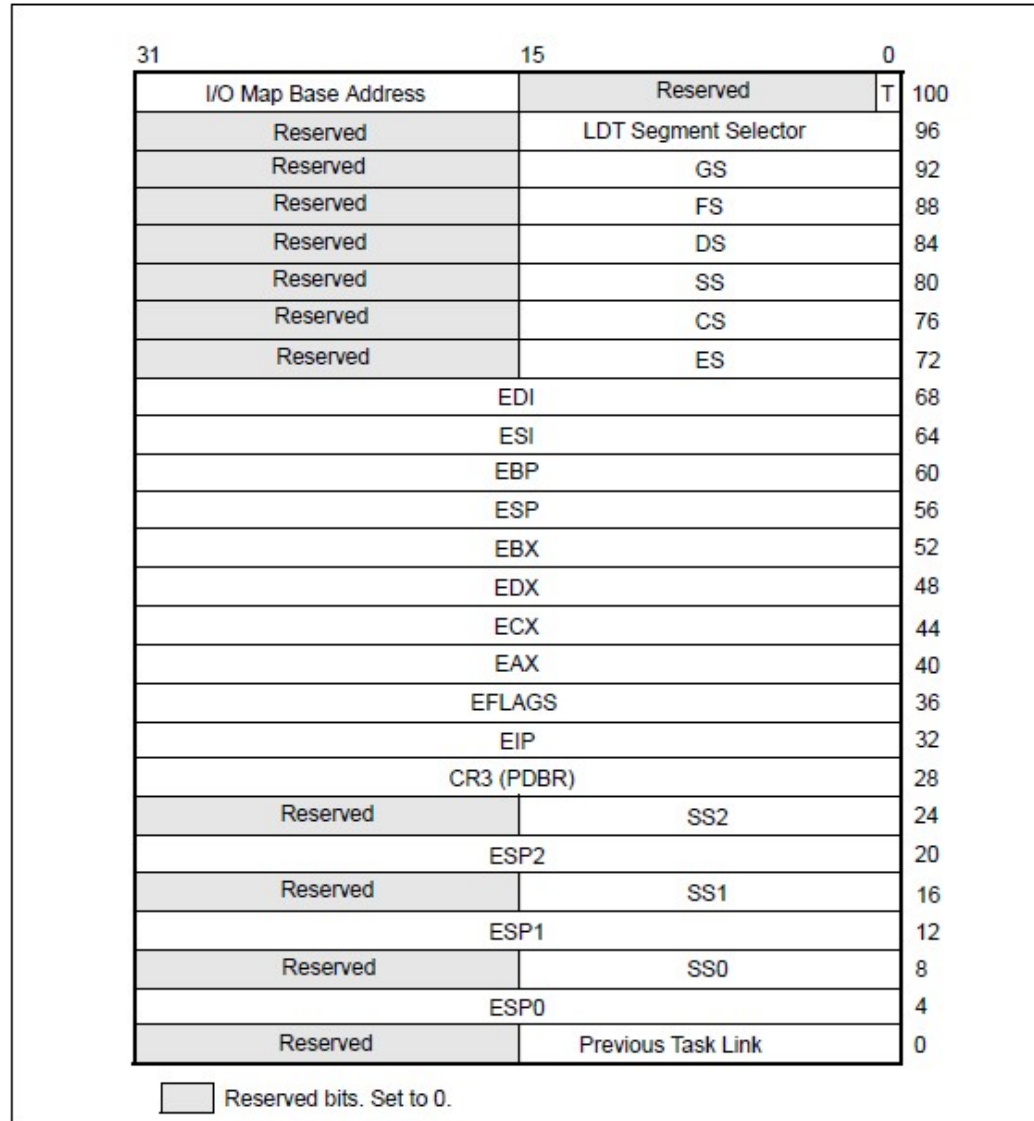 31 15 0
I/O Map Base Address Reserved T 100
Reserved LDT Segment Selector 96
Reserved GS 92
Reserved FS 88
Reserved DS 84
Reserved SS 80
Reserved CS 76
Reserved ES 72
EDI 68
ESI 64
EBP 60
ESP 56
EBX 52
EDX 48
ECX 44
EAX 40
EFLAGS 36
EIP 32
CR3 (PDBR) 28
Reserved SS2 24
ESP2 20
Reserved SS1 16
ESP1 12
Reserved SS0 8
ESP0 4
Reserved Previous Task Link 0
Reserved bits. Set to 0.